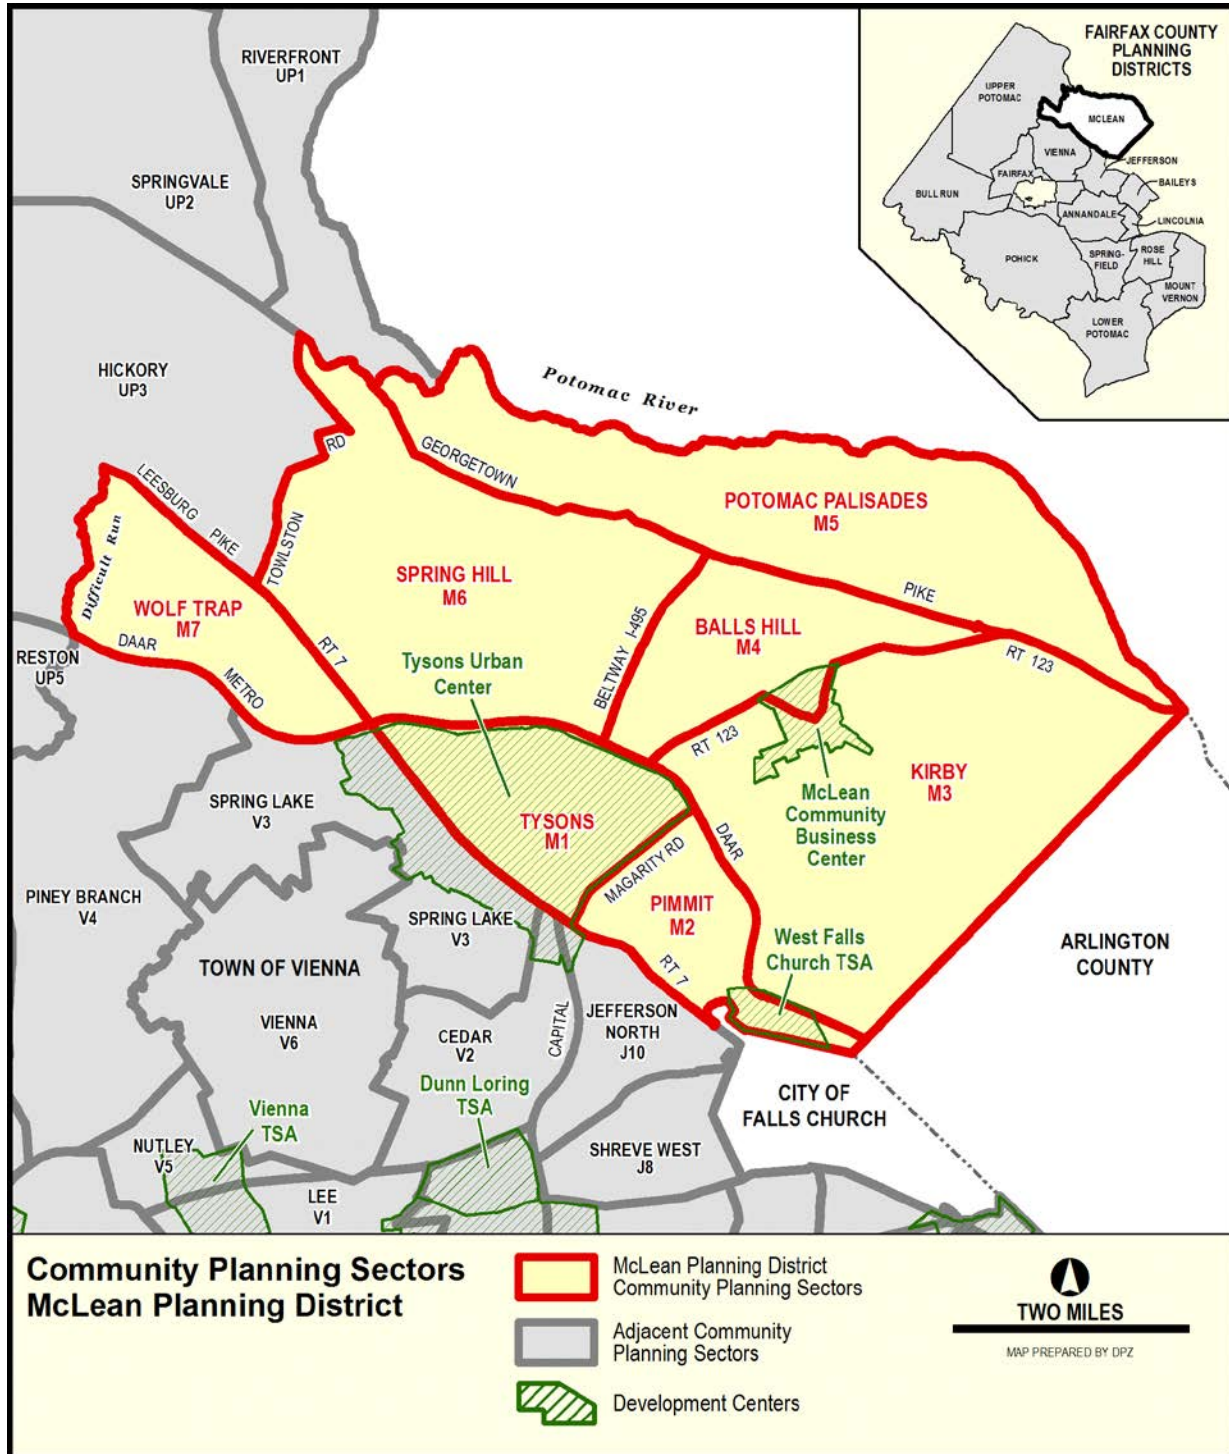 RIVERFRONT
UP1
FAIRFAX COUNTY
PLANNING
DISTRICTS
UPPER
POTOMAC
MCLEAN
VIENNA
JEFFERSON
FAIRFAX
BAILEYS
BULL RUN
ANNANDALE
LINCOLNIA
POHICK
SPRING-
FIELD
ROSE
HILL
MOUNT
VERNON
LOWER
POTOMAC
SPRINGVALE
UP2
HICKORY
UP3
Potomac River
RD
GEORGETOWN
LEESBURG
PIKE
TOWLSTON
Difficult Run
POTOMAC PALISADES
M5
SPRING HILL
M6
PIKE
WOLF TRAP
M7
BELTWAY I-495
BALLS HILL
M4
DAAR
RT 7
RT 123
RESTON
UP5
METRO
Tysons Urban
Center
RT 123
KIRBY
M3
SPRING LAKE
V3
McLean
Community
Business
Center
TYSONS
M1
DAAR
MAGARITY RD
PINEY BRANCH
V4
SPRING LAKE
V3
PIMMIT
M2
West Falls
Church TSA
ARLINGTON
COUNTY
TOWN OF VIENNA
RT 7
VIENNA
V6
CEDAR
V2
CAPITAL
JEFFERSON
NORTH
J10
Dunn Loring
TSA
CITY OF
FALLS CHURCH
Vienna
TSA
NUTLEY
V5
SHREVE WEST
J8
LEE
V1
Community Planning Sectors
McLean Planning District
McLean Planning District
Community Planning Sectors
Adjacent Community
Planning Sectors
Development Centers
TWO MILES
MAP PREPARED BY DPZ